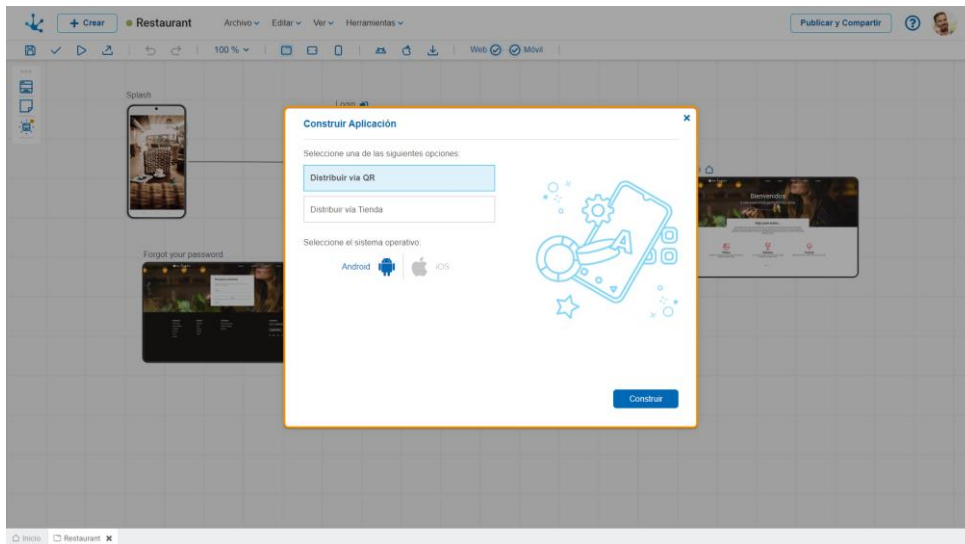 + Crear
Restaurant
Archivo
Editar
Ver
Herramientas
Publicar y Compartir
?
100 %
Web
Móvil
Splash
Login
Construir Aplicación
Seleccione una de las siguientes opciones:
Distribuir via QR
Distribuir vía Tienda
Seleccione el sistema operativo:
Android
iOS
A
Construir
Forgot your password
Bienvenidos
Inicio
Restaurant